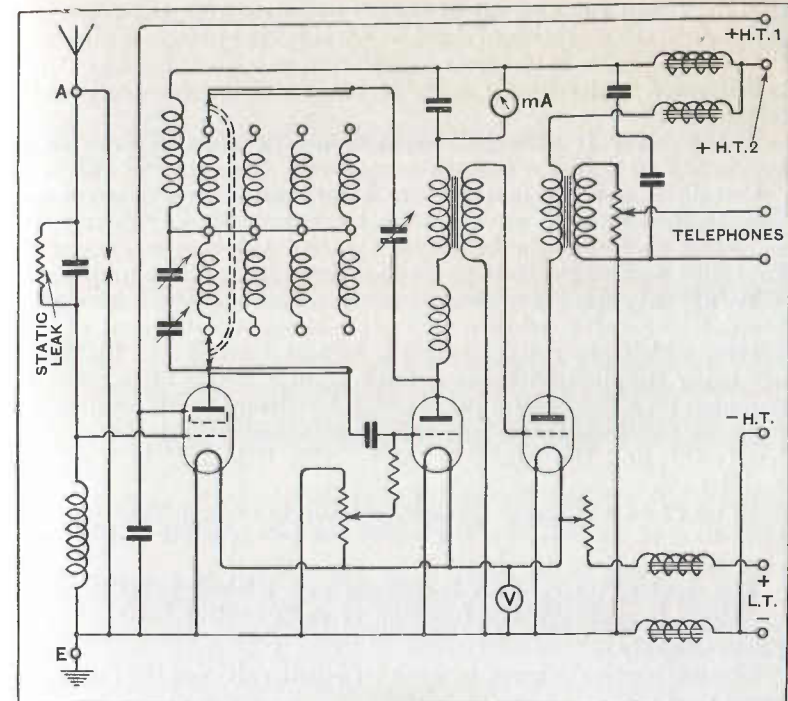 +H.T.1
A
mA
+H.T.2
TELEPHONES
STATIC
LEAK
-H.T.
+
L.T.
-
V
E